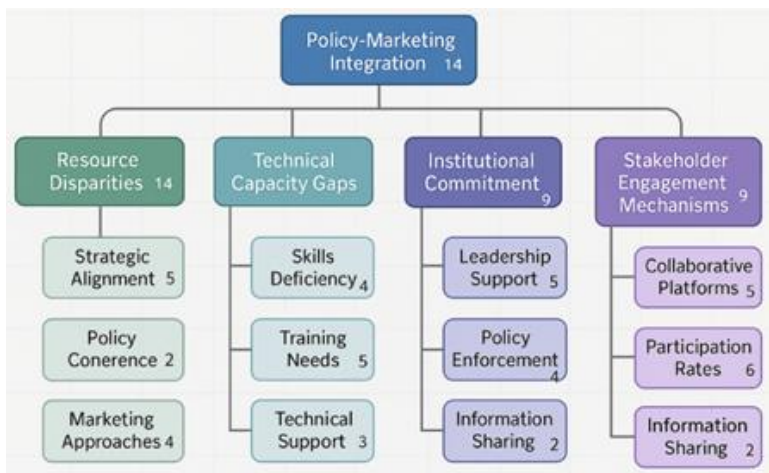 Policy-Marketing
Integration 14
Resource
Disparities 14
Technical
Capacity Gaps
Institutional
Commitment
9
Stakeholder
Engagement
Mechanisms 9
Strategic
Alignment 5
Policy
Conerence 2
Marketing
Approaches 4
Skills
Deficiency 4
Training
Needs 5
Technical
Support 3
Leadership
Support 5
Policy
Enforcement
4
Information
Sharing 2
Collaborative
Platforms 5
Participation
Rates 6
Information
Sharing 2